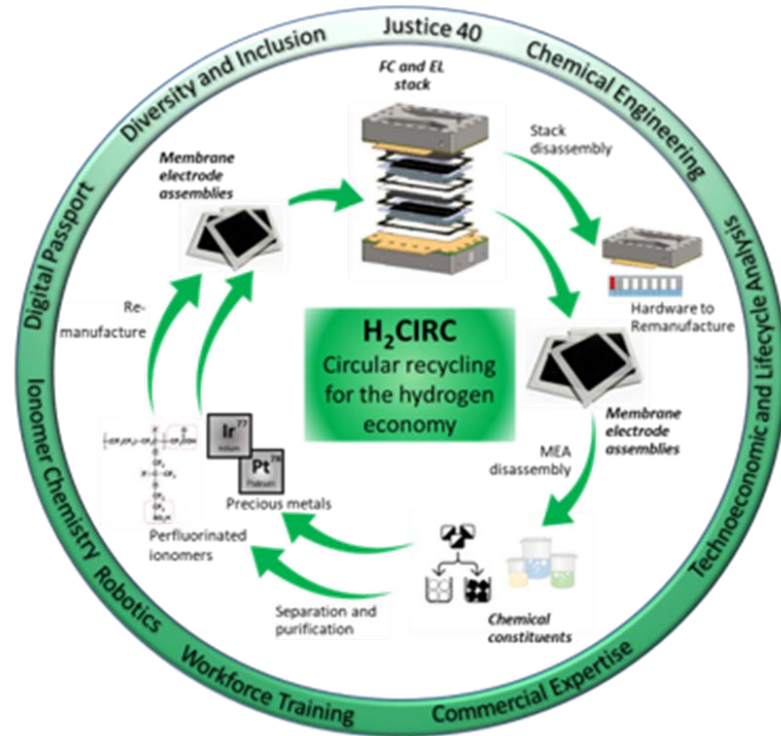 Justice 40
Chemical Engineering
Technoeconomic and Lifecycle Analysis
Commercial Expertise
Workforce Training
Robotics
Ionomer Chemistry
Digital Passport
Diversity and Inclusion
FC and EL
stack
Stack
disassembly
Hardware to
Remanufacture
Membrane
electrode
assemblies
MEA
disassembly
Chemical
constituents
Separation and
purification
Precious metals
Perfluorinated
ionomers
Ir 77
Pt 78
Platinum
Re-
manufacture
Membrane
electrode
assemblies
H₂CIRC
Circular recycling
for the hydrogen
economy